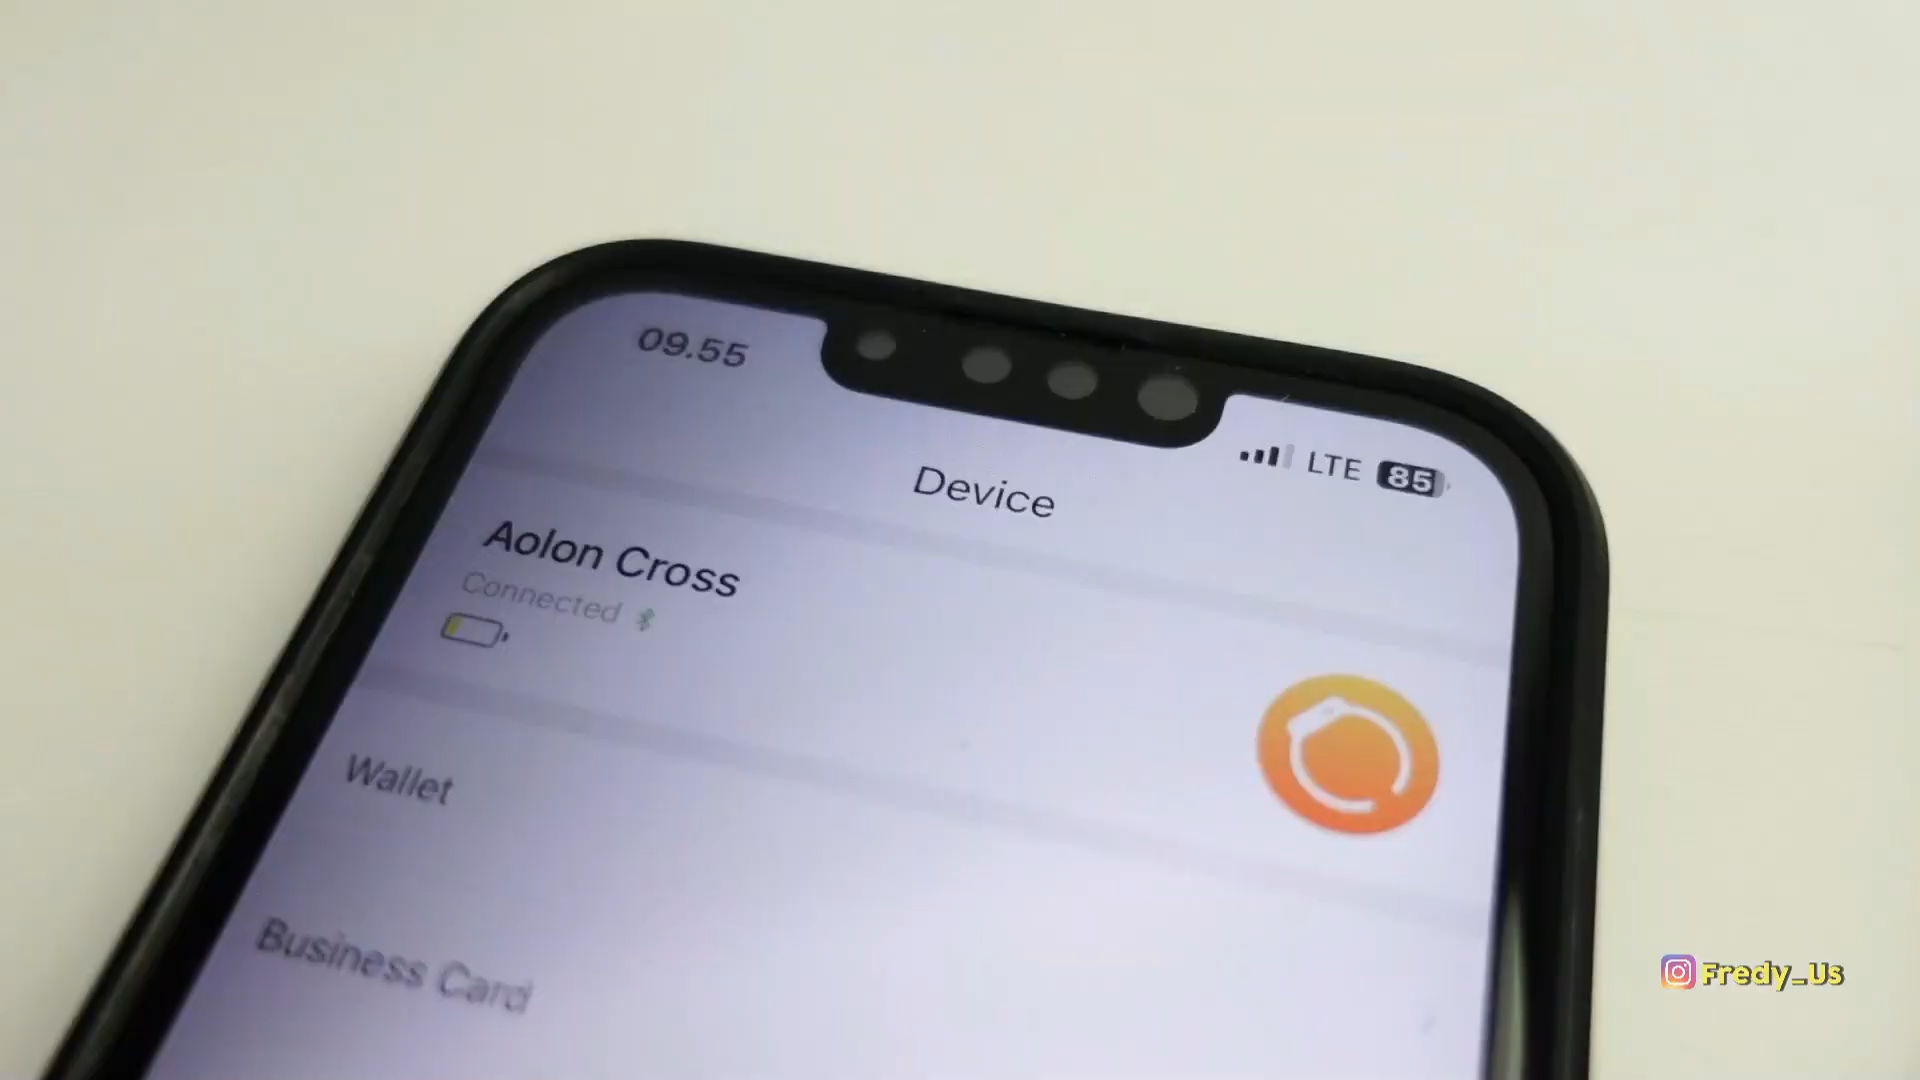 09.55
LTE 85
Device
Aolon Cross
Connected
Wallet
Business Card
Fredy_Us